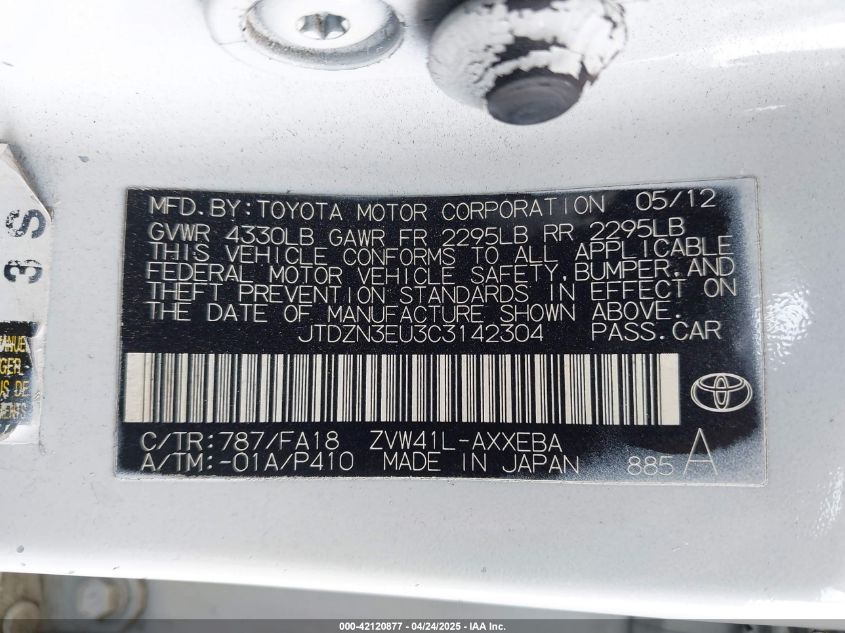 MFD. BY: TOYOTA MOTOR CORPORATION 05/12
GVWR 4330LB GAWR FR 2295LB RR 2295LB
THIS VEHICLE CONFORMS TO ALL APPLICABLE
FEDERAL MOTOR VEHICLE SAFETY, BUMPER, AND
THEFT PREVENTION STANDARDS IN EFFECT ON
THE DATE OF MANUFACTURE SHOWN ABOVE.
JTDZN3EU3C3142304 PASS.CAR
C/TR: 787/FA18 ZVW41L-AXXEBA
A/TM: -01A/P410 MADE IN JAPAN 885 A
3 S
000-42120877 - 04/24/2025 - IAA Inc.